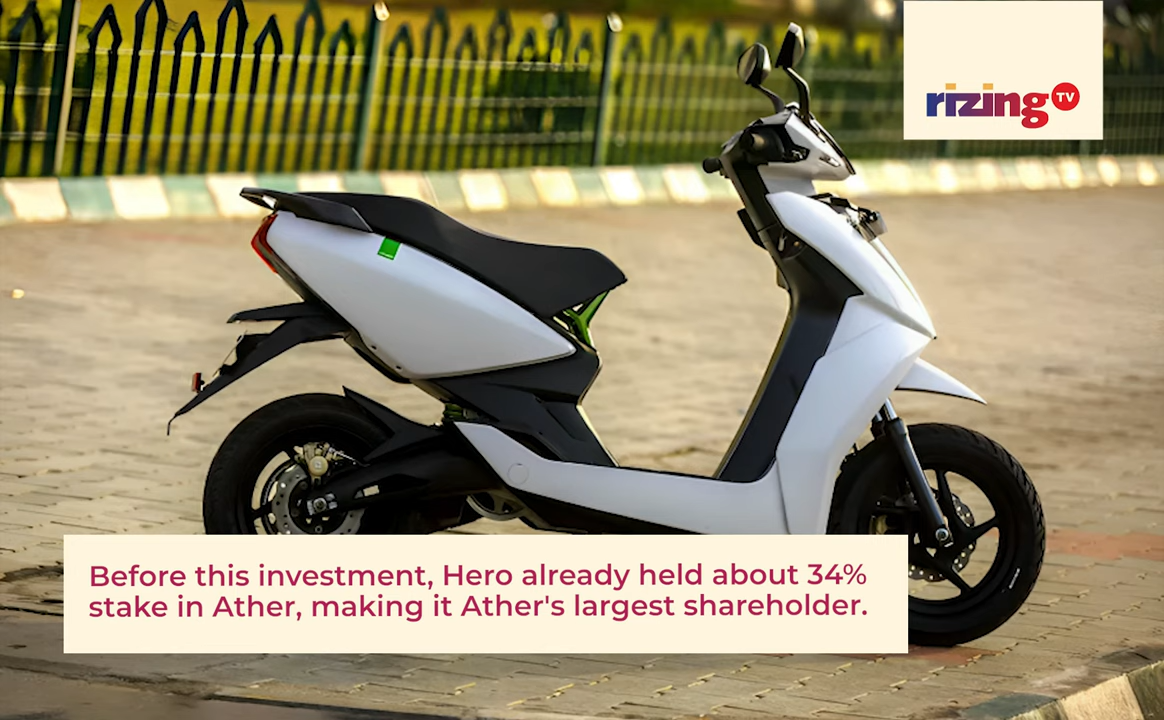 rizing TV
Before this investment, Hero already held about 34%
stake in Ather, making it Ather's largest shareholder.